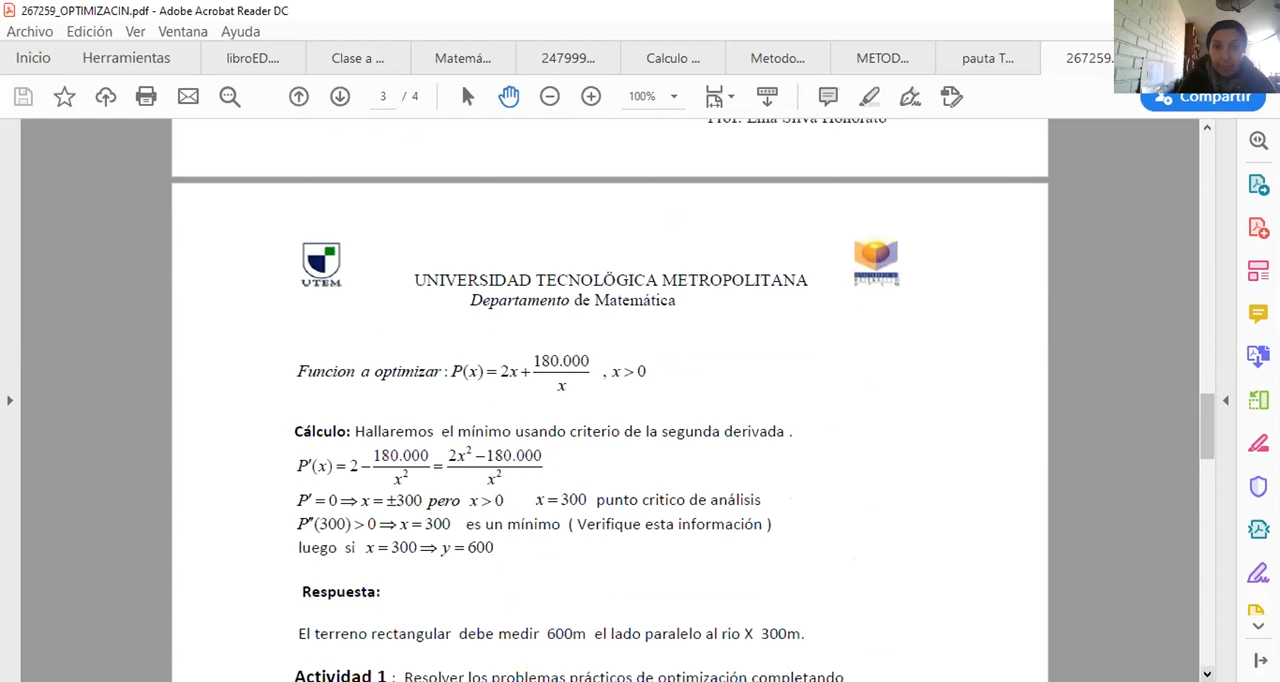 267259_OPTIMIZACIN.pdf - Adobe Acrobat Reader DC
Archivo Edición Ver Ventana Ayuda
Inicio Herramientas libroED.... Clase a ... Matemá... 247999... Calculo ... Metodo... METOD... pauta T... 267259.
3 / 4 100% Compartir
Prof. Lilia Silva Honorato
UTEM
UNIVERSIDAD TECNOLÖGICA METROPOLITANA
Departamento de Matemática
Funcion a optimizar : P(x) = 2x + 180.000/x , x > 0
Cálculo: Hallaremos el mínimo usando criterio de la segunda derivada .
P'(x) = 2 − 180.000/x² = 2x² − 180.000/x²
P' = 0 ⇒ x = ±300 pero x > 0 x = 300 punto critico de análisis
P''(300) > 0 ⇒ x = 300 es un mínimo ( Verifique esta información )
luego si x = 300 ⇒ y = 600
Respuesta:
El terreno rectangular debe medir 600m el lado paralelo al rio X 300m.
Actividad 1 : Resolver los problemas prácticos de optimización completando